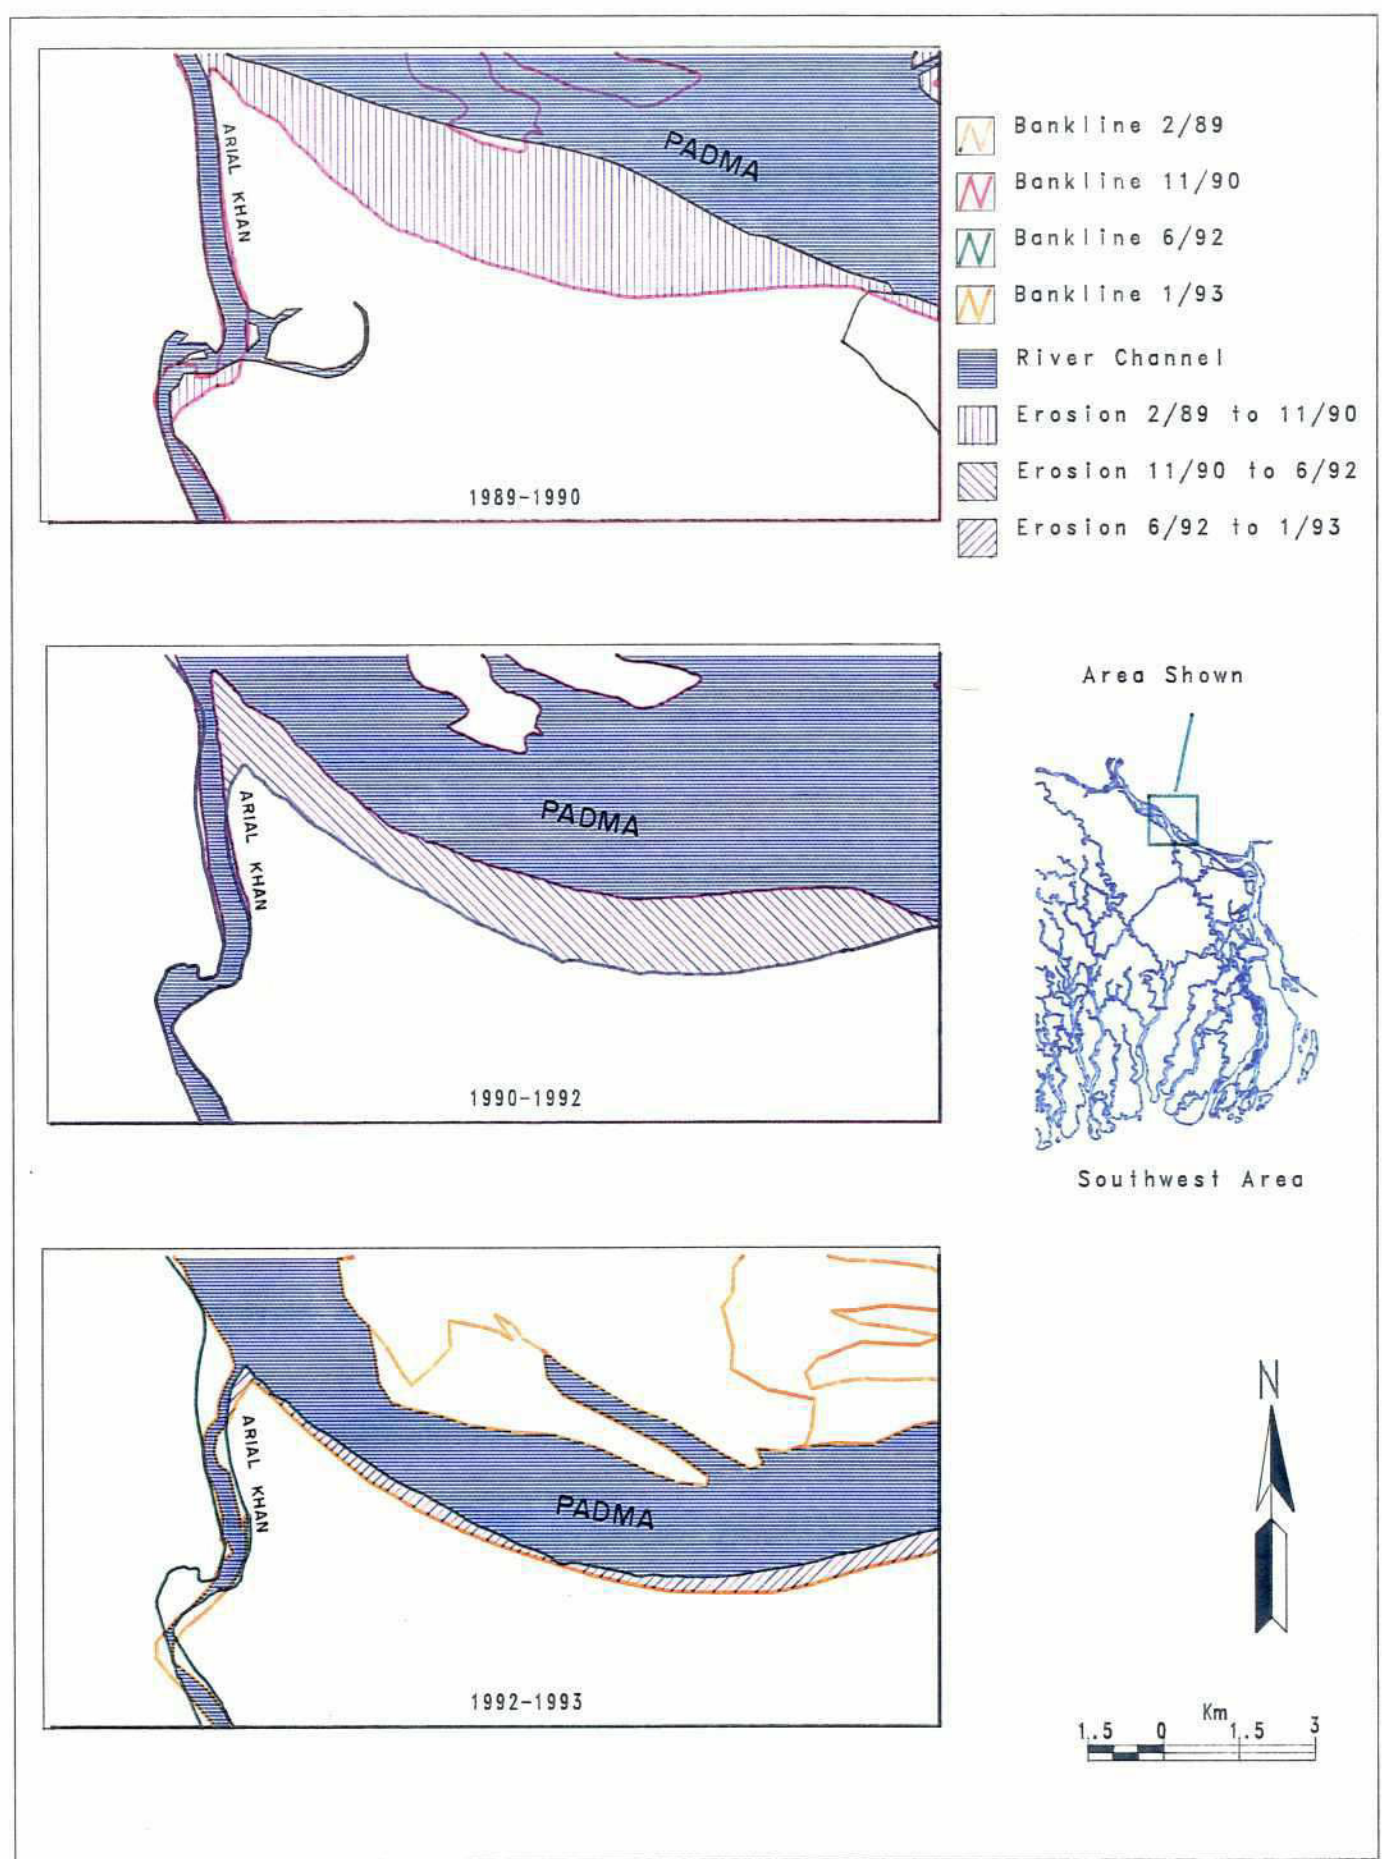 PADMA
ARIAL KHAN
1989-1990
Bankline 2/89
Bankline 11/90
Bankline 6/92
Bankline 1/93
River Channel
Erosion 2/89 to 11/90
Erosion 11/90 to 6/92
Erosion 6/92 to 1/93
PADMA
ARIAL KHAN
1990-1992
Area Shown
Southwest Area
PADMA
ARIAL KHAN
1992-1993
N
Km
1.5 0 1.5 3